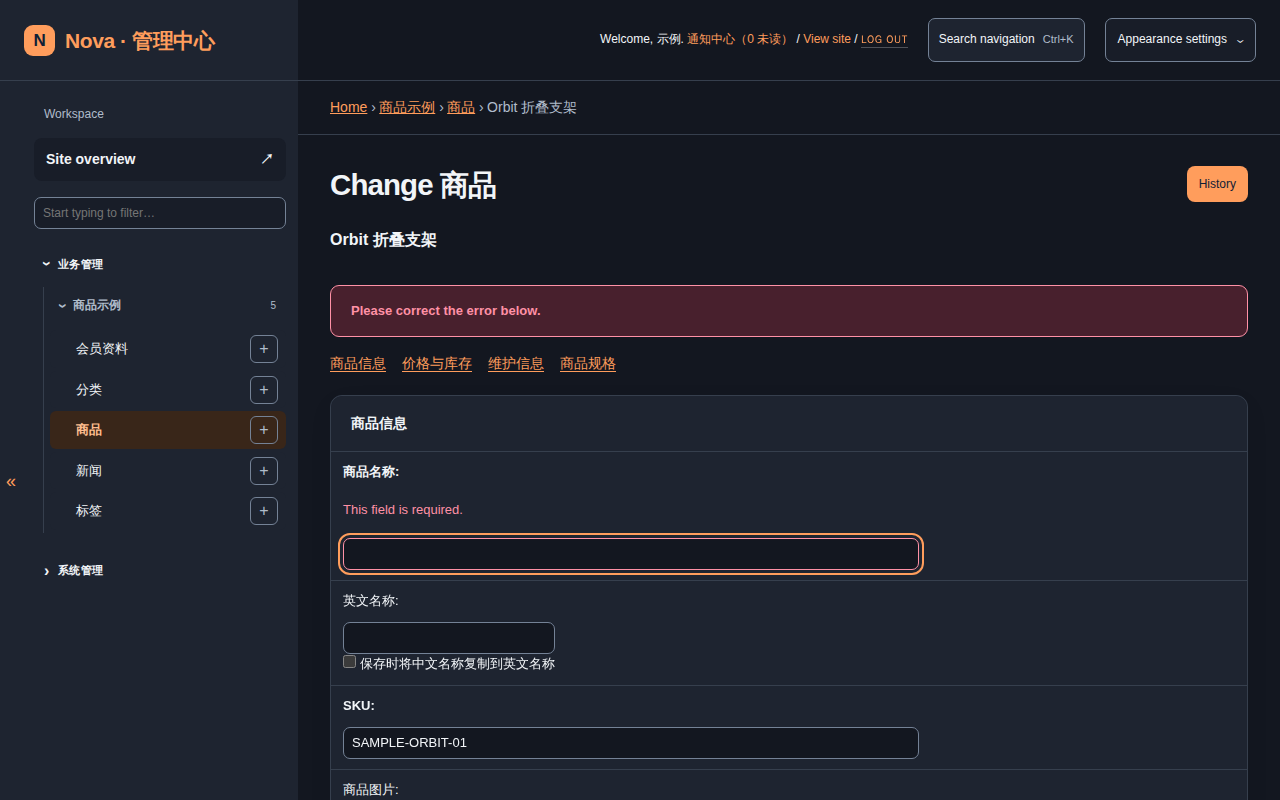 N Nova · 管理中心
Welcome, 示例. 通知中心（0 未读） / View site / LOG OUT
Search navigation Ctrl+K
Appearance settings
Workspace
Site overview ↗
Start typing to filter…
业务管理
商品示例 5
会员资料 +
分类 +
商品 +
新闻 +
标签 +
系统管理
«
Home › 商品示例 › 商品 › Orbit 折叠支架
Change 商品
History
Orbit 折叠支架
Please correct the error below.
商品信息 价格与库存 维护信息 商品规格
商品信息
商品名称:
This field is required.
英文名称:
保存时将中文名称复制到英文名称
SKU:
SAMPLE-ORBIT-01
商品图片: